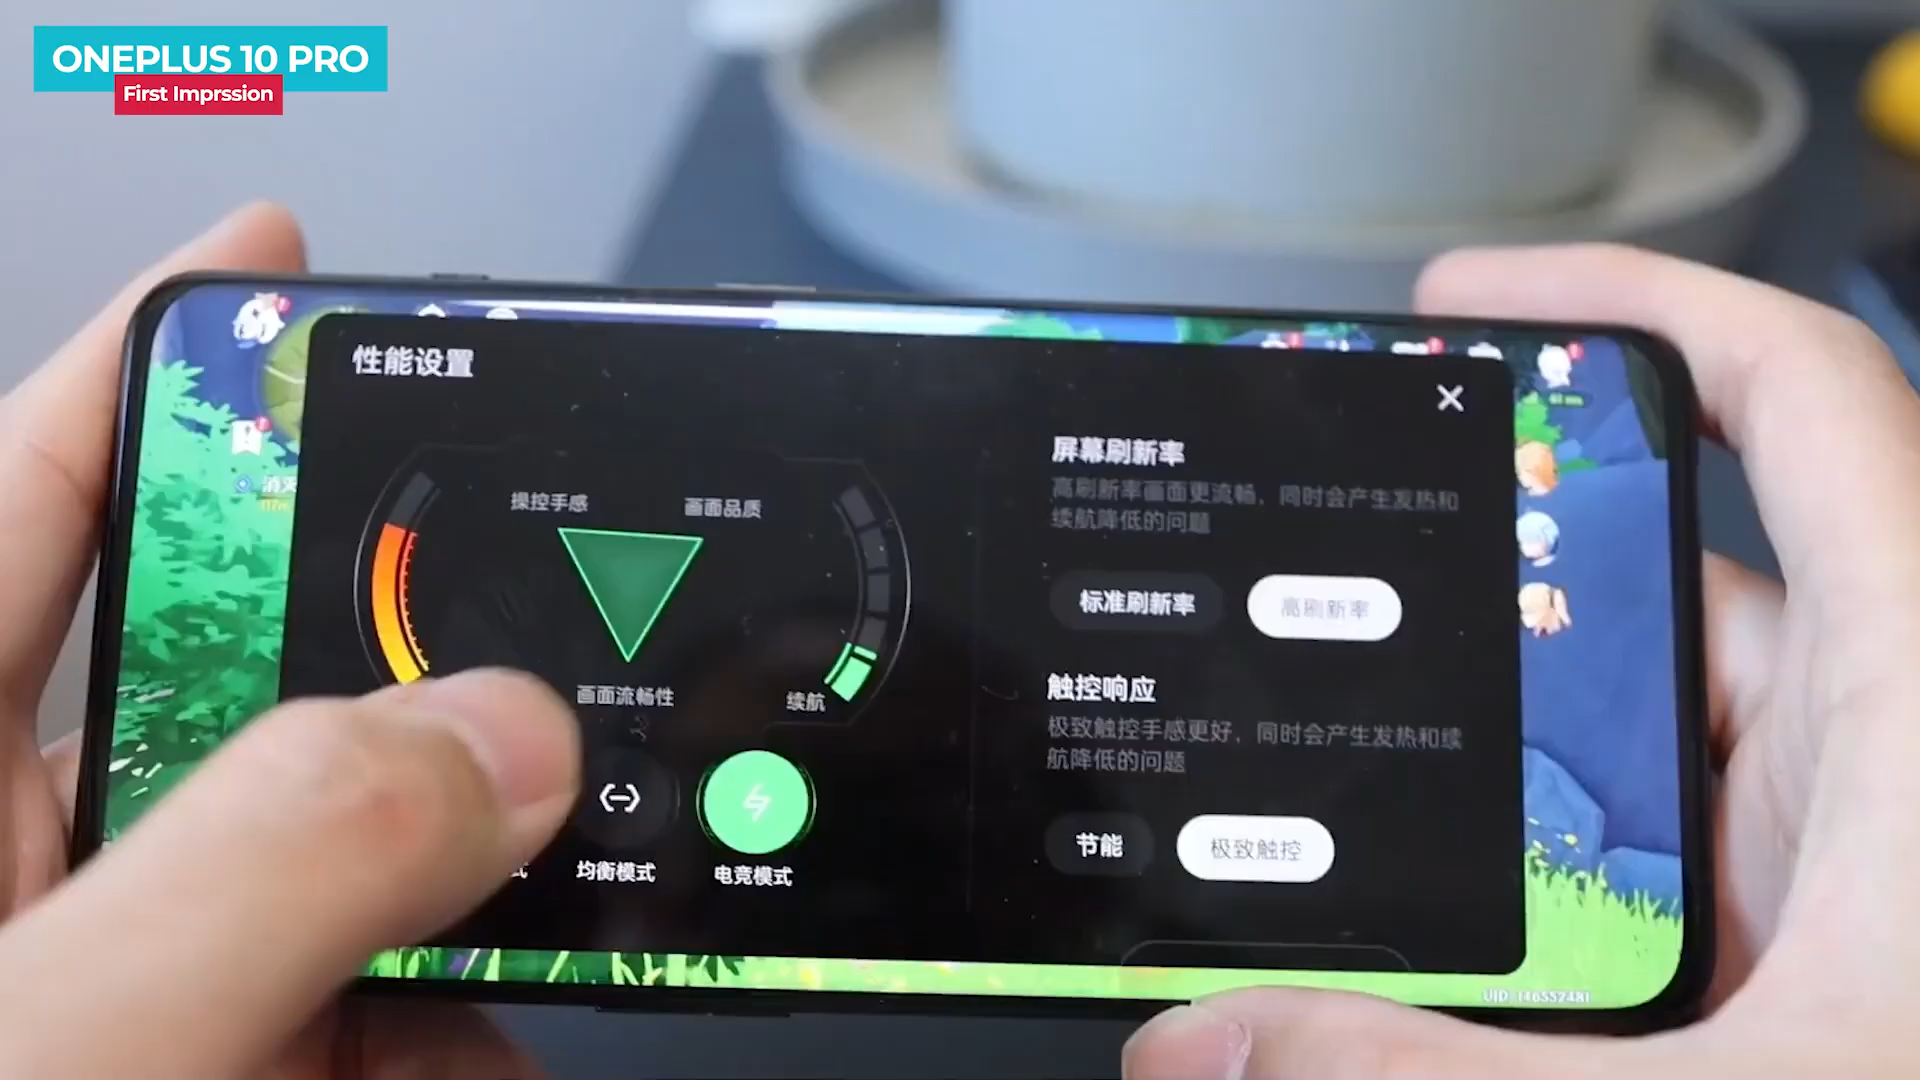 ONEPLUS 10 PRO
First Imprssion
性能设置
操控手感
画面品质
画面流畅性
续航
式
均衡模式
电竞模式
屏幕刷新率
高刷新率画面更流畅，同时会产生发热和
续航降低的问题
标准刷新率
高刷新率
触控响应
极致触控手感更好，同时会产生发热和续
航降低的问题
节能
极致触控
消灭
UID: 146552481